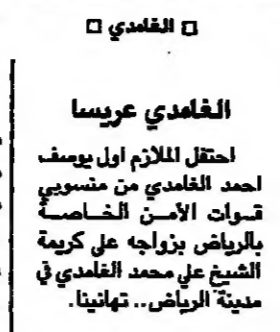 الغامدي
الغامدي عريسا
احتفل الملازم اول يوسف
احمد الغامدي من منسوبي
قوات الأمن الخاصة
بالرياض بزواجه على كريمة
الشيخ علي محمد الغامدي في
مدينة الرياض.. تهانينا.